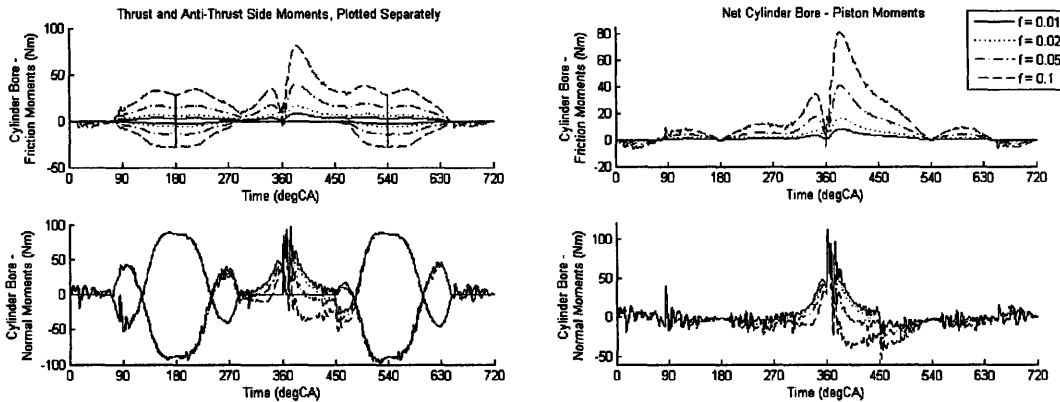 Thrust and Anti-Thrust Side Moments, Plotted Separately
Cylinder Bore -
Friction Moments (Nm)
100
50
0
-50
0 90 180 270 360 450 540 630 720
Time (degCA)
Net Cylinder Bore - Piston Moments
Cylinder Bore -
Friction Moments (Nm)
80
60
40
20
0
-20
0 90 180 270 360 450 540 630 720
Time (degCA)
f = 0.01
f = 0.02
f = 0.05
f = 0.1
Cylinder Bore -
Normal Moments (Nm)
100
50
0
-50
-100
0 90 180 270 360 450 540 630 720
Time (degCA)
Cylinder Bore -
Normal Moments (Nm)
100
50
0
-50
0 90 180 270 360 450 540 630 720
Time (degCA)